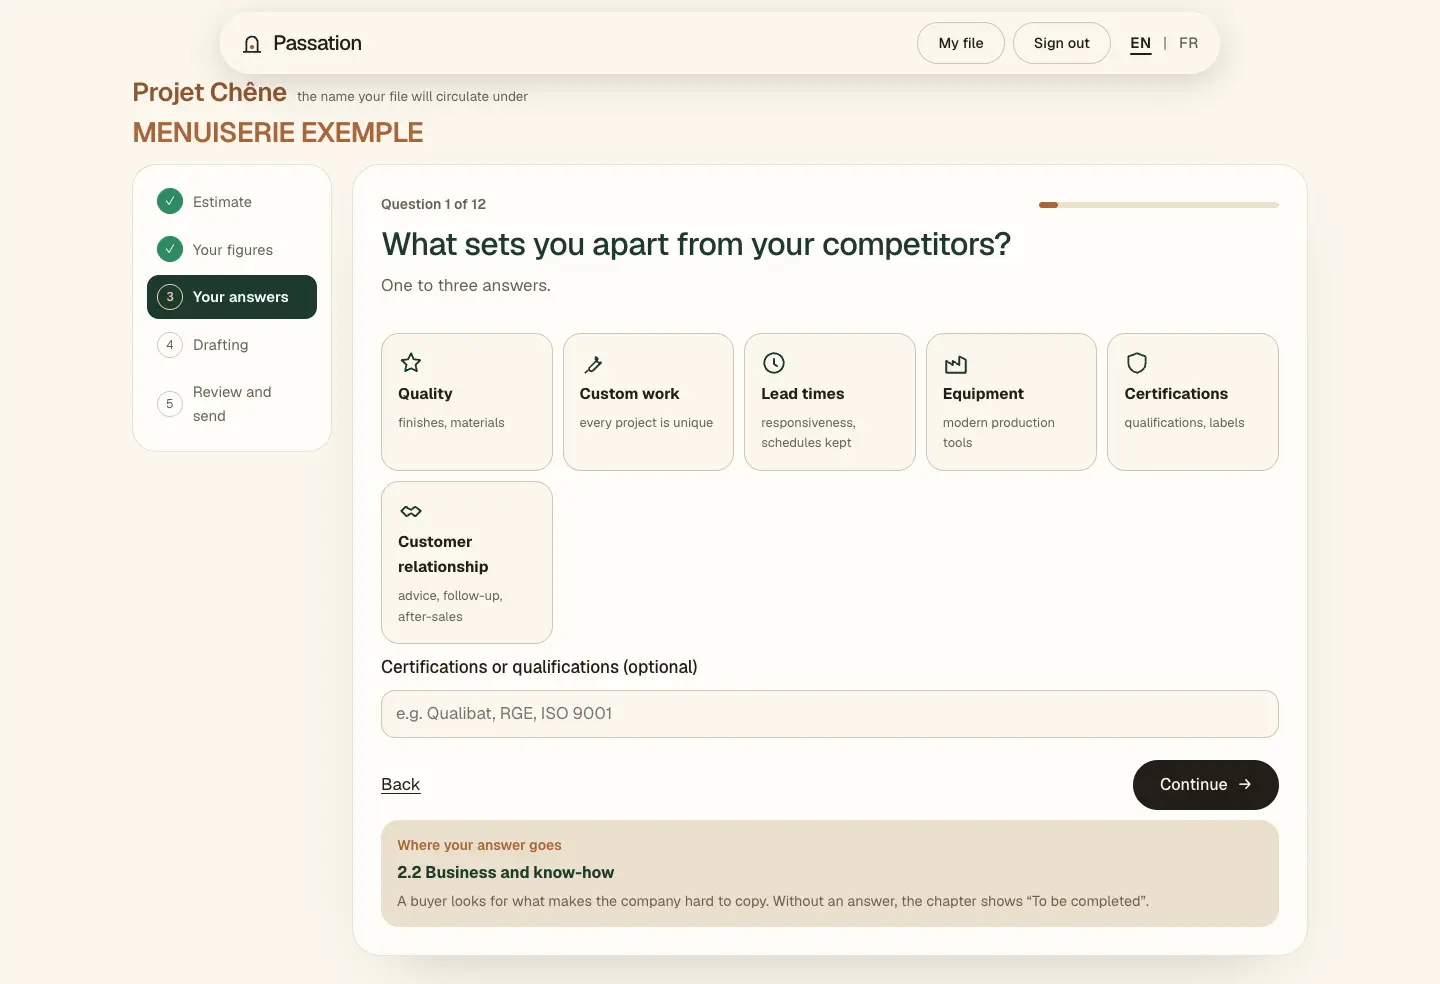 Passation
My file
Sign out
EN | FR
Projet Chêne the name your file will circulate under
MENUISERIE EXEMPLE
Estimate
Your figures
3 Your answers
4 Drafting
5 Review and
send
Question 1 of 12
What sets you apart from your competitors?
One to three answers.
Quality
finishes, materials
Custom work
every project is unique
Lead times
responsiveness,
schedules kept
Equipment
modern production
tools
Certifications
qualifications, labels
Customer
relationship
advice, follow-up,
after-sales
Certifications or qualifications (optional)
e.g. Qualibat, RGE, ISO 9001
Back
Continue →
Where your answer goes
2.2 Business and know-how
A buyer looks for what makes the company hard to copy. Without an answer, the chapter shows “To be completed”.